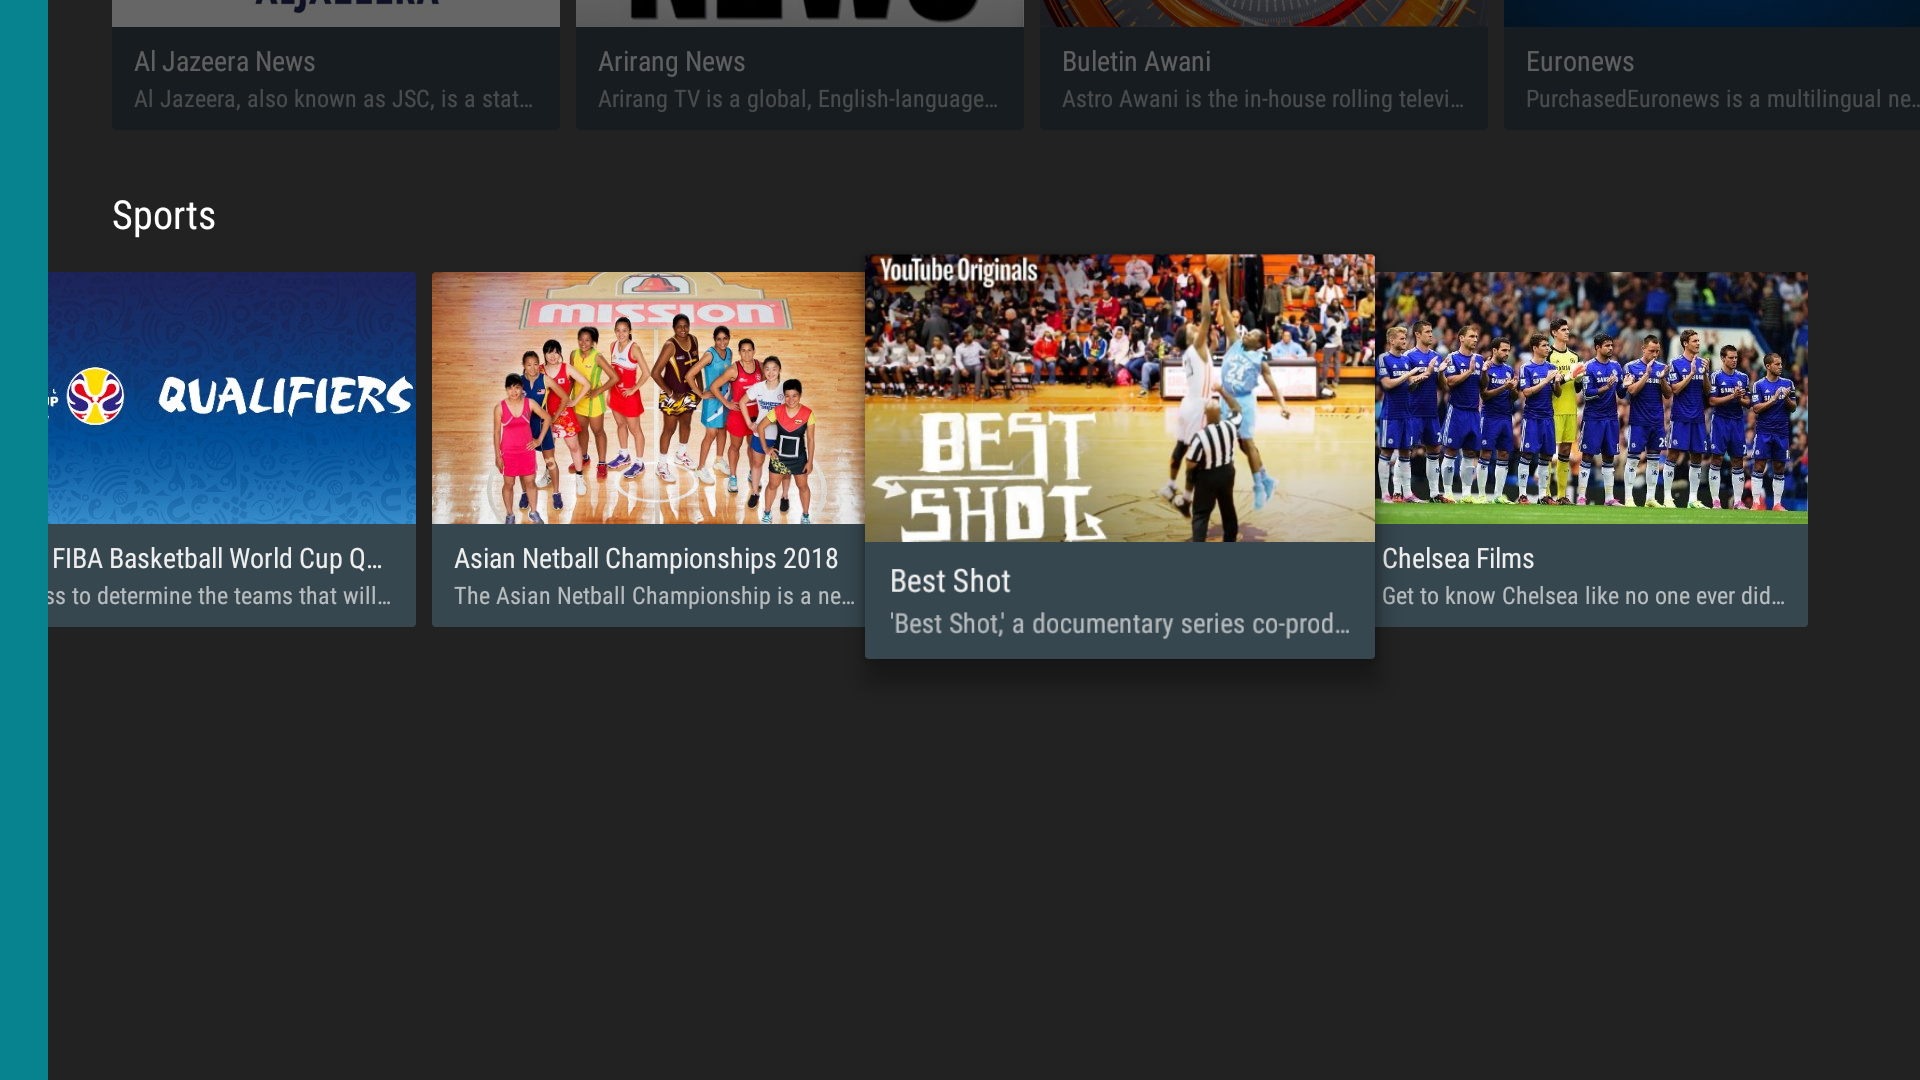 ALJAZEERA
NEWS
Al Jazeera News
Al Jazeera, also known as JSC, is a stat...
Arirang News
Arirang TV is a global, English-language...
Buletin Awani
Astro Awani is the in-house rolling televi...
Euronews
PurchasedEuronews is a multilingual ne...
Sports
QUALIFIERS
FIBA Basketball World Cup Q...
ss to determine the teams that will...
mission
Asian Netball Championships 2018
The Asian Netball Championship is a ne...
YouTube Originals
BEST
SHOT
Best Shot
'Best Shot,' a documentary series co-prod...
Chelsea Films
Get to know Chelsea like no one ever did...